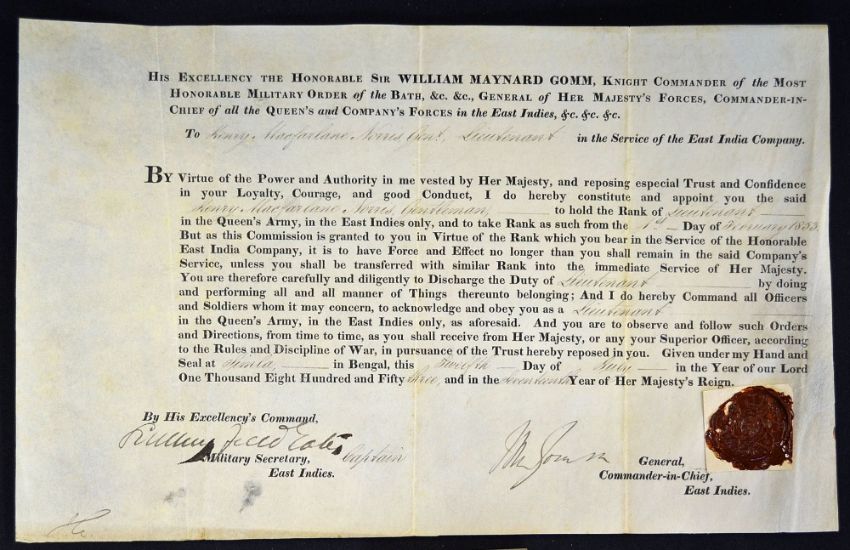 His Excellency the Honorable Sir WILLIAM MAYNARD GOMM, Knight Commander of the Most
Honorable Military Order of the Bath, &c. &c., General of Her Majesty's Forces, Commander-in-
Chief of all the Queen's and Company's Forces in the East Indies, &c. &c. &c.
To Henry Macfarlane Norris, Gent, Lieutenant in the Service of the East India Company.
By Virtue of the Power and Authority in me vested by Her Majesty, and reposing especial Trust and Confidence
in your Loyalty, Courage, and good Conduct, I do hereby constitute and appoint you the said
Henry Macfarlane Norris, Gentleman, to hold the Rank of Lieutenant
in the Queen's Army, in the East Indies only, and to take Rank as such from the 1st Day of February 1853.
But as this Commission is granted to you in Virtue of the Rank which you bear in the Service of the Honorable
East India Company, it is to have Force and Effect no longer than you shall remain in the said Company's
Service, unless you shall be transferred with similar Rank into the immediate Service of Her Majesty.
You are therefore carefully and diligently to Discharge the Duty of Lieutenant by doing
and performing all and all manner of Things thereunto belonging; And I do hereby Command all Officers
and Soldiers whom it may concern, to acknowledge and obey you as a Lieutenant
in the Queen's Army, in the East Indies only, as aforesaid. And you are to observe and follow such Orders
and Directions, from time to time, as you shall receive from Her Majesty, or any your Superior Officer, according
to the Rules and Discipline of War, in pursuance of the Trust hereby reposed in you. Given under my Hand and
Seal at Simla, in Bengal, this Twelfth Day of July in the Year of our Lord
One Thousand Eight Hundred and Fifty three, and in the seventeenth Year of Her Majesty's Reign.
By His Excellency's Command,
Captain
Military Secretary,
East Indies.
Wm Gomm
General,
Commander-in-Chief,
East Indies.